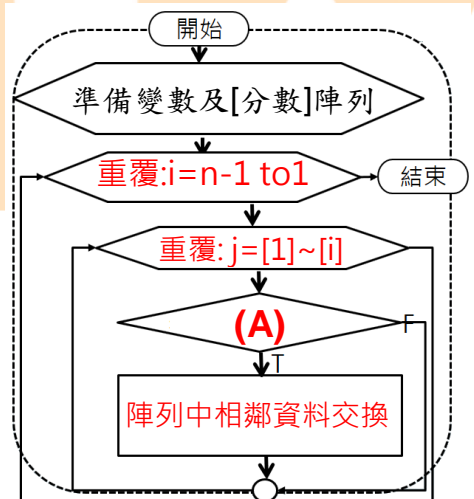 開始
準備變數及[分數]陣列
重覆:i=n-1 to1
結束
重覆: j=[1]~[i]
(A)
F
T
陣列中相鄰資料交換